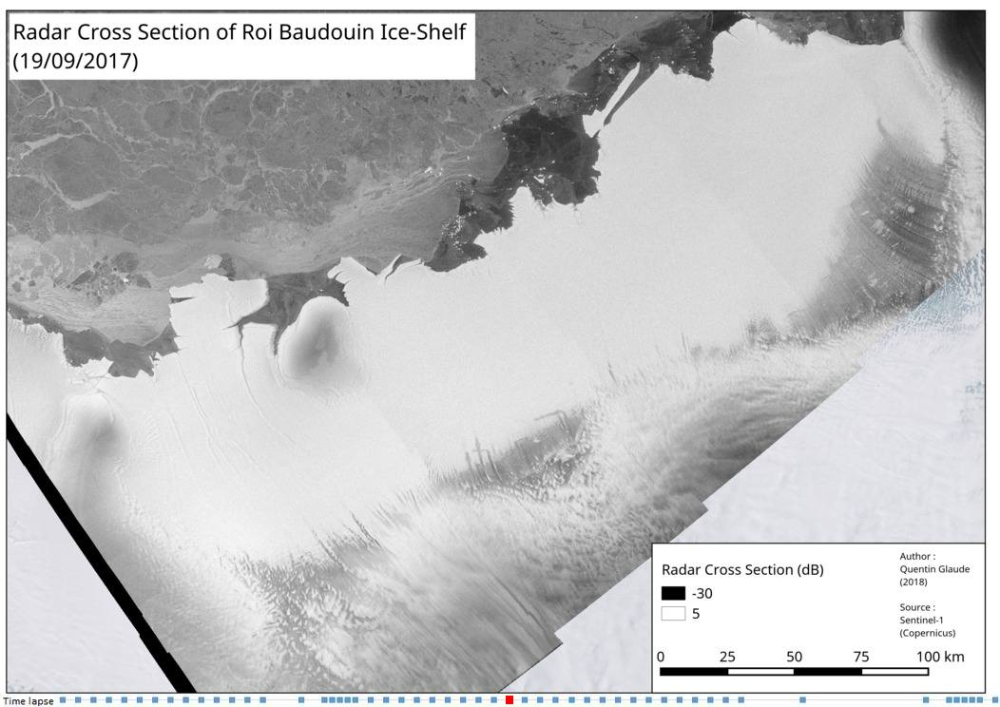 Radar Cross Section of Roi Baudouin Ice-Shelf
(19/09/2017)
Radar Cross Section (dB)
-30
5
Author :
Quentin Glaude
(2018)
Source :
Sentinel-1
(Copernicus)
0 25 50 75 100 km
Time lapse